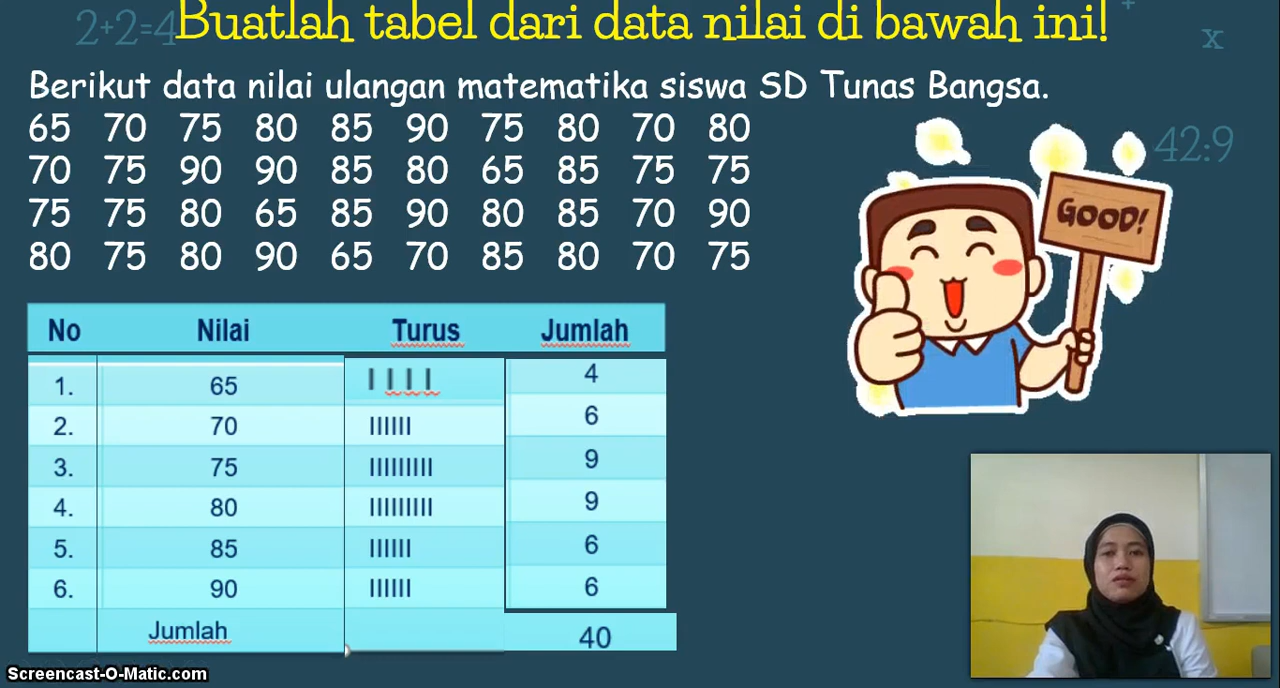 2+2=4
Buatlah tabel dari data nilai di bawah ini!
+
x
Berikut data nilai ulangan matematika siswa SD Tunas Bangsa.
65 70 75 80 85 90 75 80 70 80
70 75 90 90 85 80 65 85 75 75
75 75 80 65 85 90 80 85 70 90
80 75 80 90 65 70 85 80 70 75
42:9
GOOD!
No Nilai Turus Jumlah
1. 65 I I I I 4
2. 70 IIIIII 6
3. 75 IIIIIIIII 9
4. 80 IIIIIIIII 9
5. 85 IIIIII 6
6. 90 IIIIII 6
Jumlah 40
Screencast-O-Matic.com